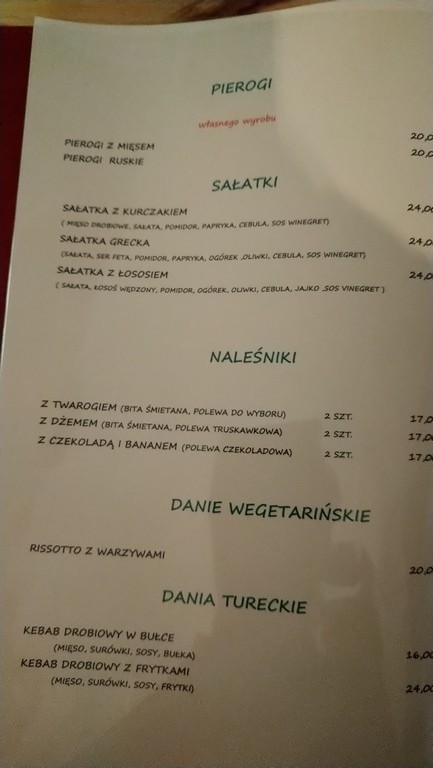 PIEROGI
własnego wyrobu
PIEROGI Z MIĘSEM 20,0
PIEROGI RUSKIE 20,0
SAŁATKI
SAŁATKA Z KURCZAKIEM 24,0
( MIĘSO DROBIOWE, SAŁATA, POMIDOR, PAPRYKA, CEBULA, SOS WINEGRET)
SAŁATKA GRECKA 24,0
(SAŁATA, SER FETA, POMIDOR, PAPRYKA, OGÓREK ,OLIWKI, CEBULA, SOS WINEGRET)
SAŁATKA Z ŁOSOSIEM 24,0
( SAŁATA, ŁOSOŚ WĘDZONY, POMIDOR, OGÓREK, OLIWKI, CEBULA, JAJKO ,SOS VINEGRET )
NALEŚNIKI
Z TWAROGIEM (BITA ŚMIETANA, POLEWA DO WYBORU) 2 SZT. 17,0
Z DŻEMEM (BITA ŚMIETANA, POLEWA TRUSKAWKOWA) 2 SZT. 17,0
Z CZEKOLADĄ I BANANEM (POLEWA CZEKOLADOWA) 2 SZT. 17,0
DANIE WEGETARIŃSKIE
RISSOTTO Z WARZYWAMI 20,0
DANIA TURECKIE
KEBAB DROBIOWY W BUŁCE
(MIĘSO, SURÓWKI, SOSY, BUŁKA) 16,00
KEBAB DROBIOWY Z FRYTKAMI
(MIĘSO, SURÓWKI, SOSY, FRYTKI) 24,00